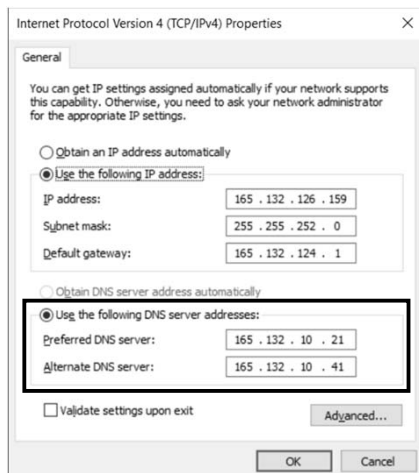 Internet Protocol Version 4 (TCP/IPv4) Properties
General
You can get IP settings assigned automatically if your network supports
this capability. Otherwise, you need to ask your network administrator
for the appropriate IP settings.
Obtain an IP address automatically
Use the following IP address:
IP address: 165 . 132 . 126 . 159
Subnet mask: 255 . 255 . 252 . 0
Default gateway: 165 . 132 . 124 . 1
Obtain DNS server address automatically
Use the following DNS server addresses:
Preferred DNS server: 165 . 132 . 10 . 21
Alternate DNS server: 165 . 132 . 10 . 41
Validate settings upon exit
Advanced...
OK Cancel